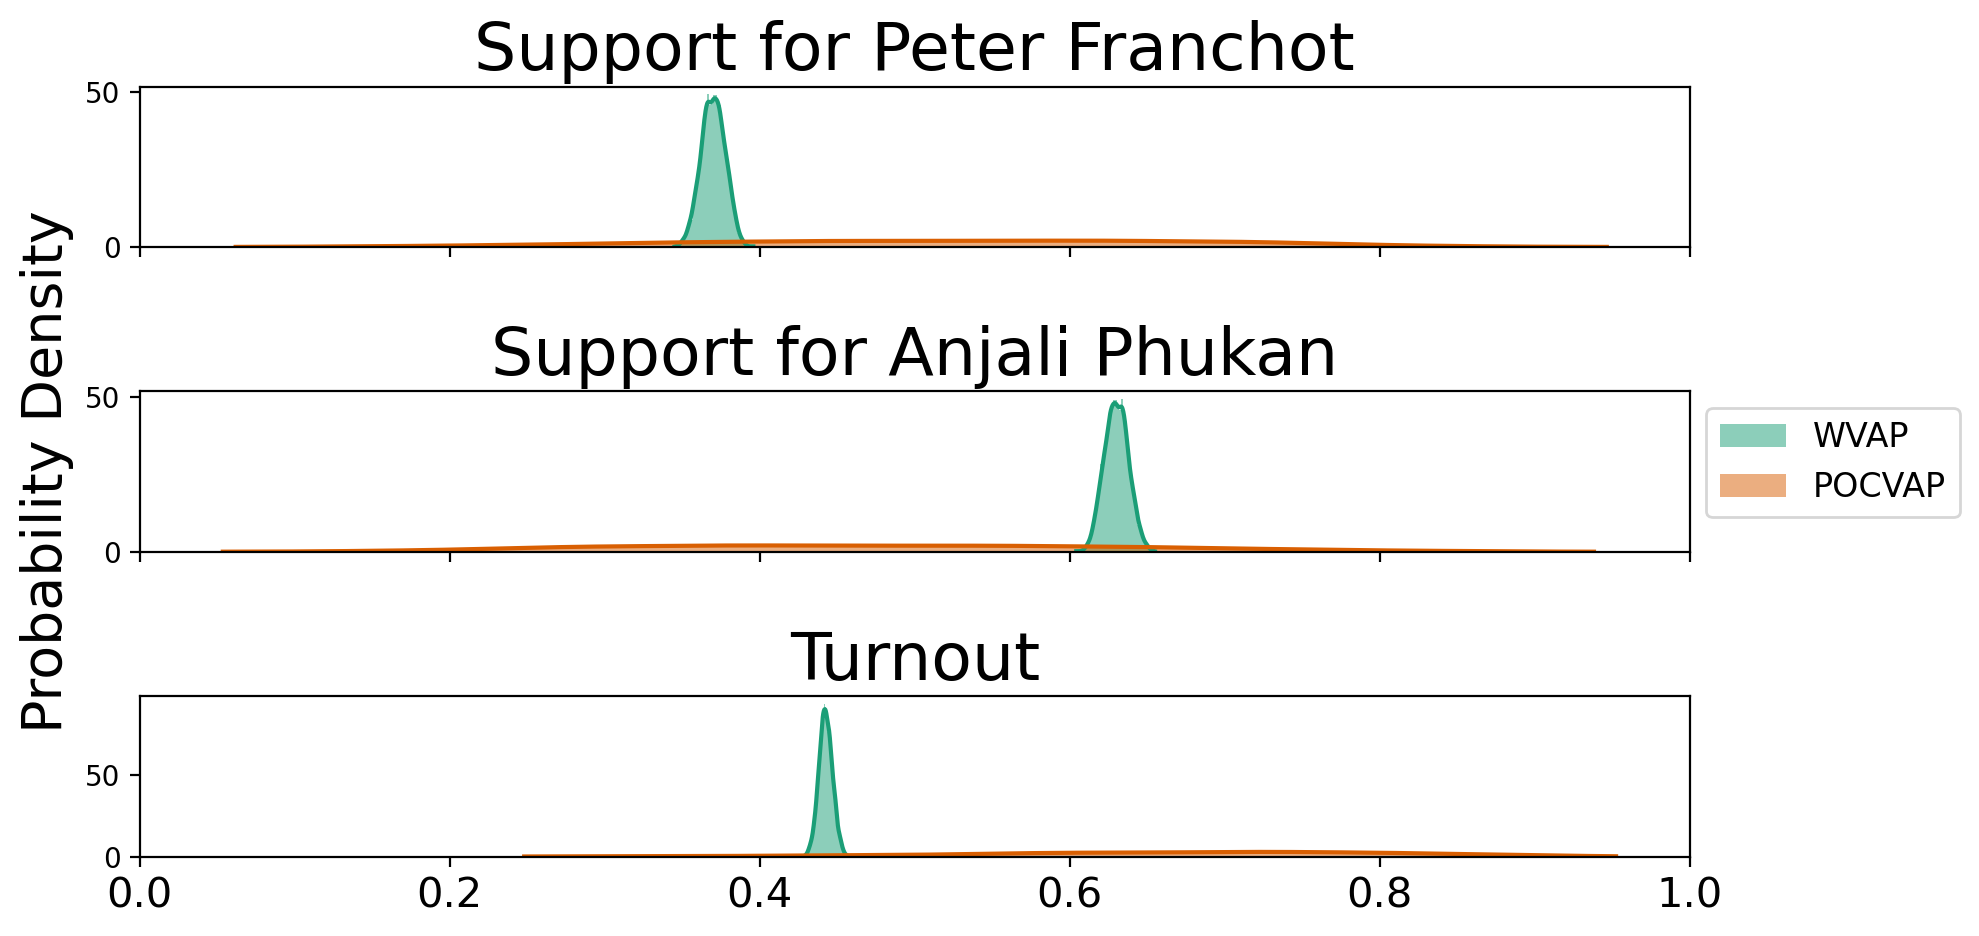 Support for Peter Franchot
50
0
Support for Anjali Phukan
50
0
Probability Density
WVAP
POCVAP
Turnout
50
0
0.0 0.2 0.4 0.6 0.8 1.0